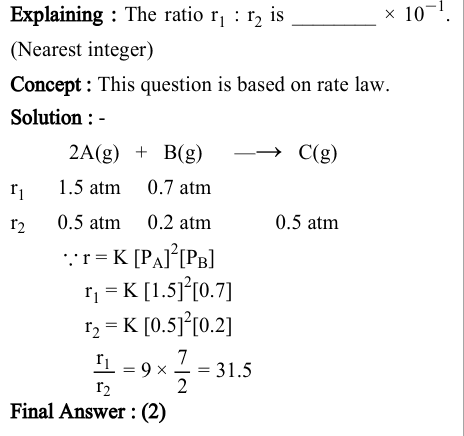 Explaining : The ratio r₁ : r₂ is ________ × 10⁻¹.
(Nearest integer)
Concept : This question is based on rate law.
Solution : -
2A(g) + B(g) ⟶ C(g)
r₁ 1.5 atm 0.7 atm
r₂ 0.5 atm 0.2 atm 0.5 atm
∵ r = K [P_A]²[P_B]
r₁ = K [1.5]²[0.7]
r₂ = K [0.5]²[0.2]
r₁/r₂ = 9 × 7/2 = 31.5
Final Answer : (2)